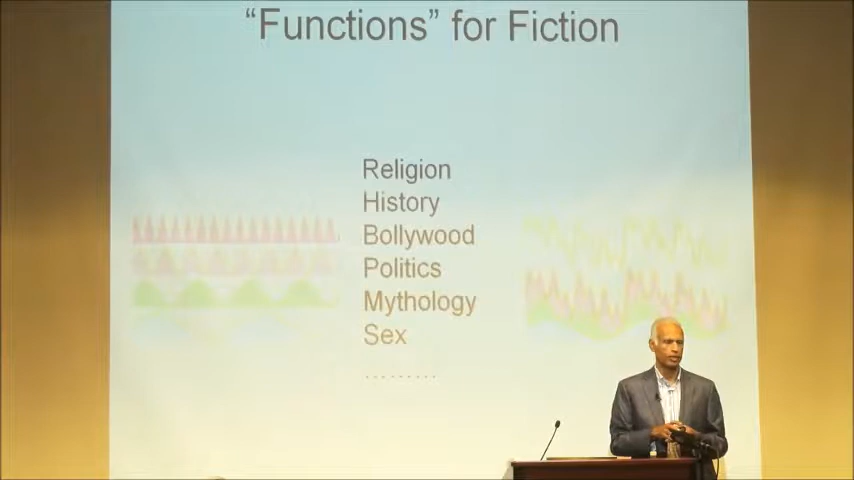 “Functions” for Fiction
Religion
History
Bollywood
Politics
Mythology
Sex
.........